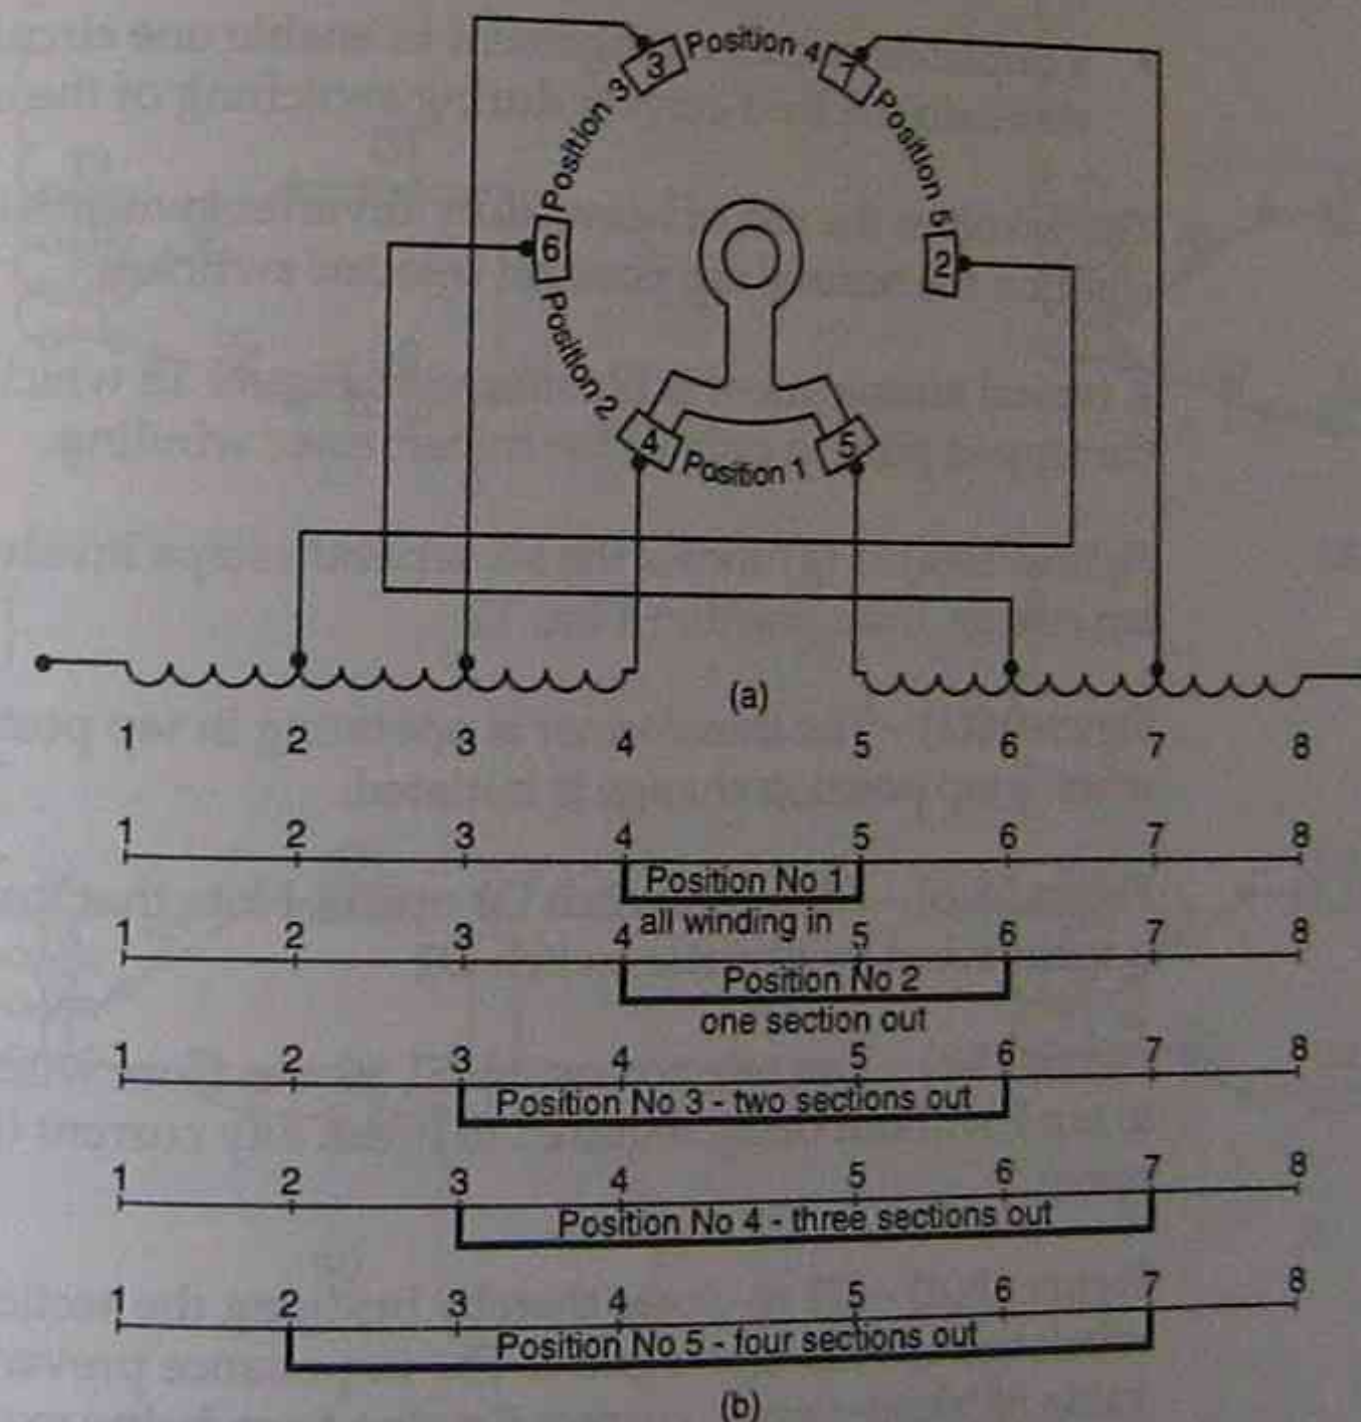 Position 4
3
1
Position 3
Position 5
6
2
Position 2
4
Position 1
5
(a)
1 2 3 4 5 6 7 8
1 2 3 4 5 6 7 8
Position No 1
all winding in
1 2 3 4 5 6 7 8
Position No 2
one section out
1 2 3 4 5 6 7 8
Position No 3 - two sections out
1 2 3 4 5 6 7 8
Position No 4 - three sections out
1 2 3 4 5 6 7 8
Position No 5 - four sections out
(b)